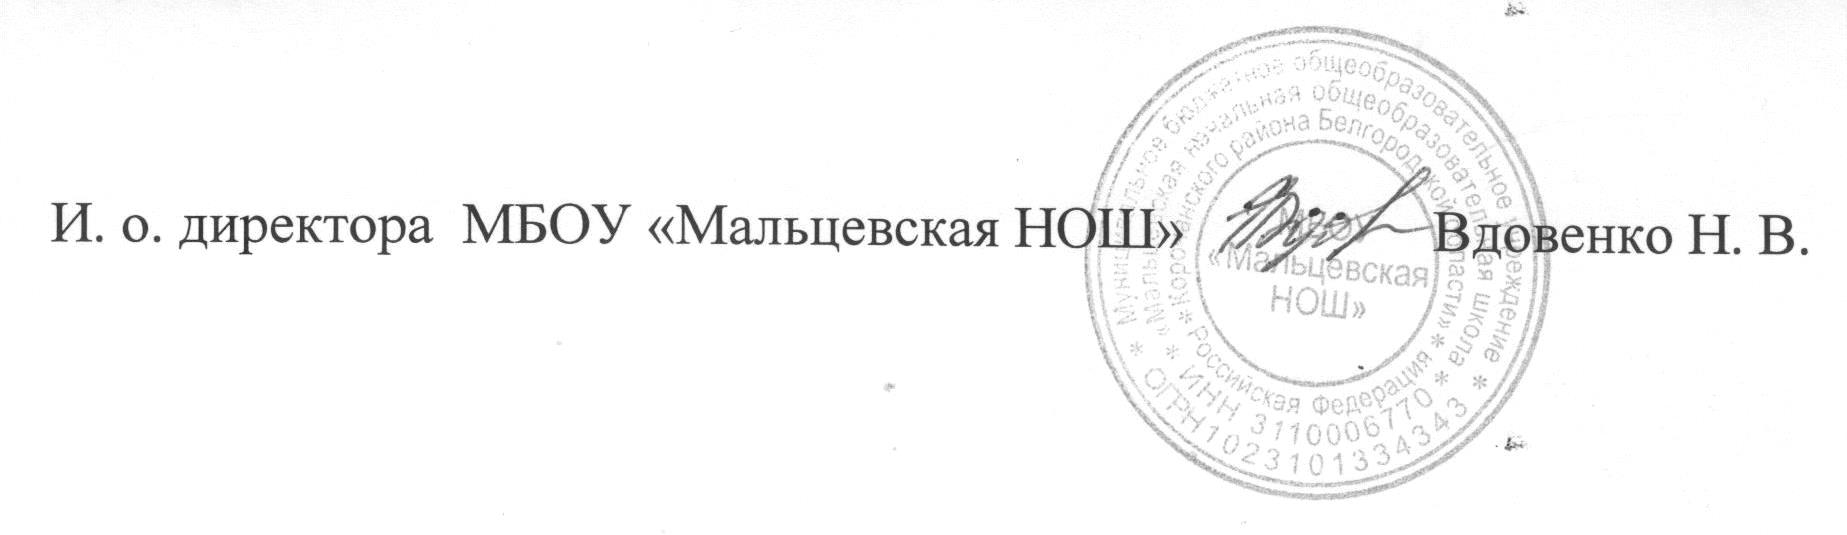 И. о. директора МБОУ «Мальцевская НОШ» Вдовенко Н. В.
* Муниципальное бюджетное общеобразовательное учреждение *
«Мальцевская начальная общеобразовательная школа *
* Корочанского района Белгородской области» *
Российская Федерация
* ИНН 3110006770 *
ОГРН1023101334343
МБОУ
«Мальцевская
НОШ»